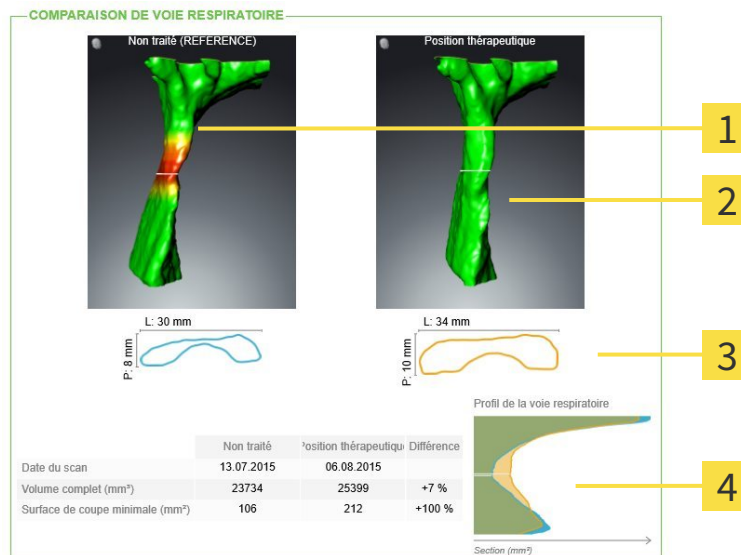 COMPARAISON DE VOIE RESPIRATOIRE
Non traité (REFERENCE)
Position thérapeutique
1
2
L: 30 mm
P: 8 mm
L: 34 mm
P: 10 mm
3
Profil de la voie respiratoire
Non traité Position thérapeutiqu Différence
Date du scan 13.07.2015 06.08.2015
Volume complet (mm³) 23734 25399 +7 %
Surface de coupe minimale (mm²) 106 212 +100 %
4
Section (mm²)